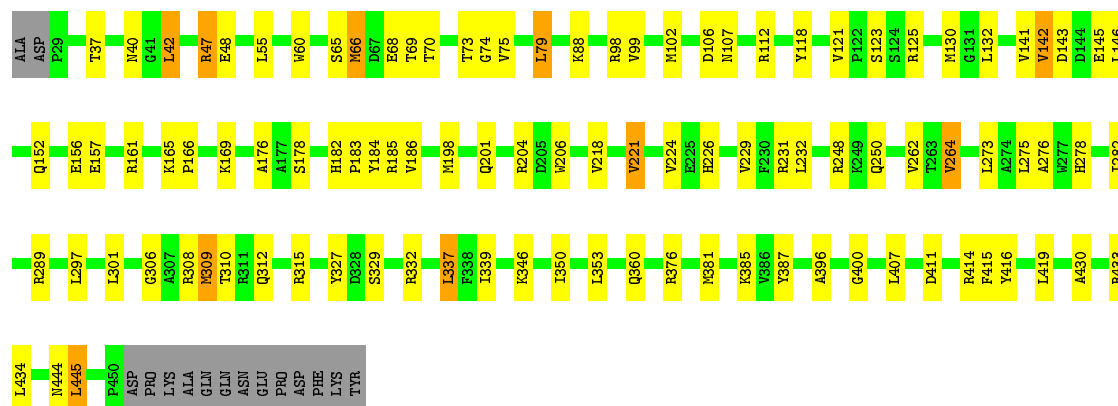 ALA ASP P29 T37 N40 G41 L42 R47 E48 L55 W60 S65 M66 D67 E68 T69 T70 T73 G74 V75 L79 K88 R98 V99 M102 D106 N107 R112 Y118 V121 P122 S123 S124 R125 M130 G131 L132 V141 V142 D143 D144 E145 L146
Q152 E156 E157 R161 K165 P166 K169 A176 A177 S178 H182 P183 Y184 R185 V186 M198 Q201 R204 D205 W206 V218 V221 V224 E225 H226 V229 F230 R231 L232 R248 K249 Q250 V262 T263 V264 L273 A274 L275 A276 W277 H278
R289 L297 L301 G306 A307 R308 M309 T310 R311 Q312 R315 Y327 D328 S329 R332 L337 F338 I339 K346 I350 L353 Q360 R376 M381 K385 V386 Y387 A396 G400 L407 D411 R414 F415 Y416 L419 A430
L434 N444 L445 P450 ASP PRO LYS ALA GLN GLN ASN GLU PRO ASP PHE LYS TYR